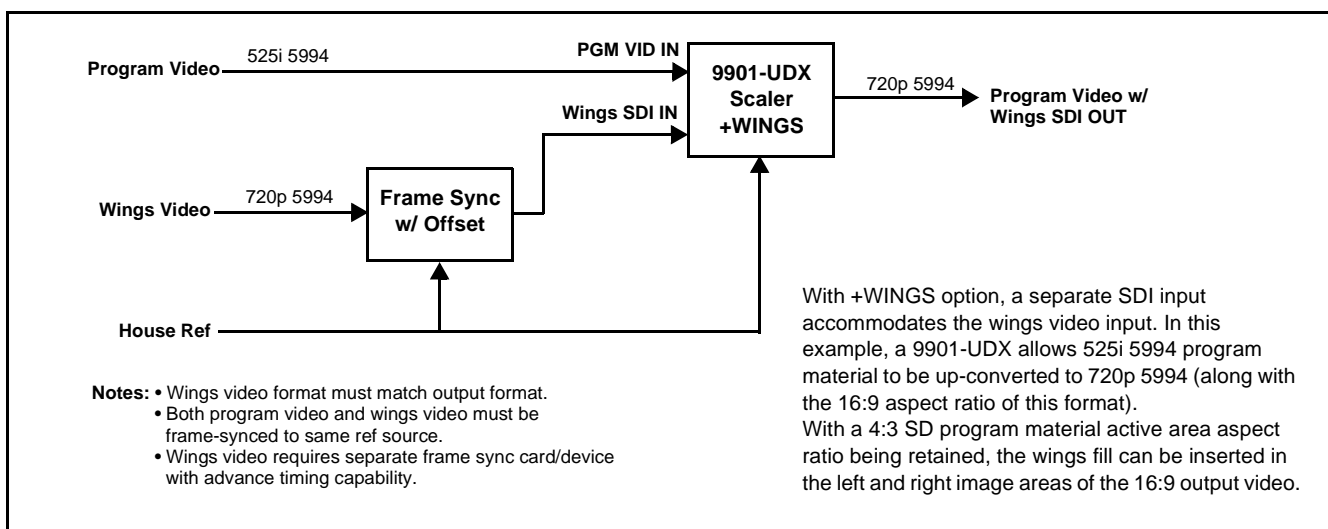 525i 5994
PGM VID IN
Program Video
9901-UDX
Scaler
+WINGS
720p 5994
Program Video w/
Wings SDI OUT
Wings SDI IN
720p 5994
Wings Video
Frame Sync
w/ Offset
House Ref
With +WINGS option, a separate SDI input
accommodates the wings video input. In this
example, a 9901-UDX allows 525i 5994 program
material to be up-converted to 720p 5994 (along with
the 16:9 aspect ratio of this format).
With a 4:3 SD program material active area aspect
ratio being retained, the wings fill can be inserted in
the left and right image areas of the 16:9 output video.
Notes: • Wings video format must match output format.
• Both program video and wings video must be
frame-synced to same ref source.
• Wings video requires separate frame sync card/device
with advance timing capability.